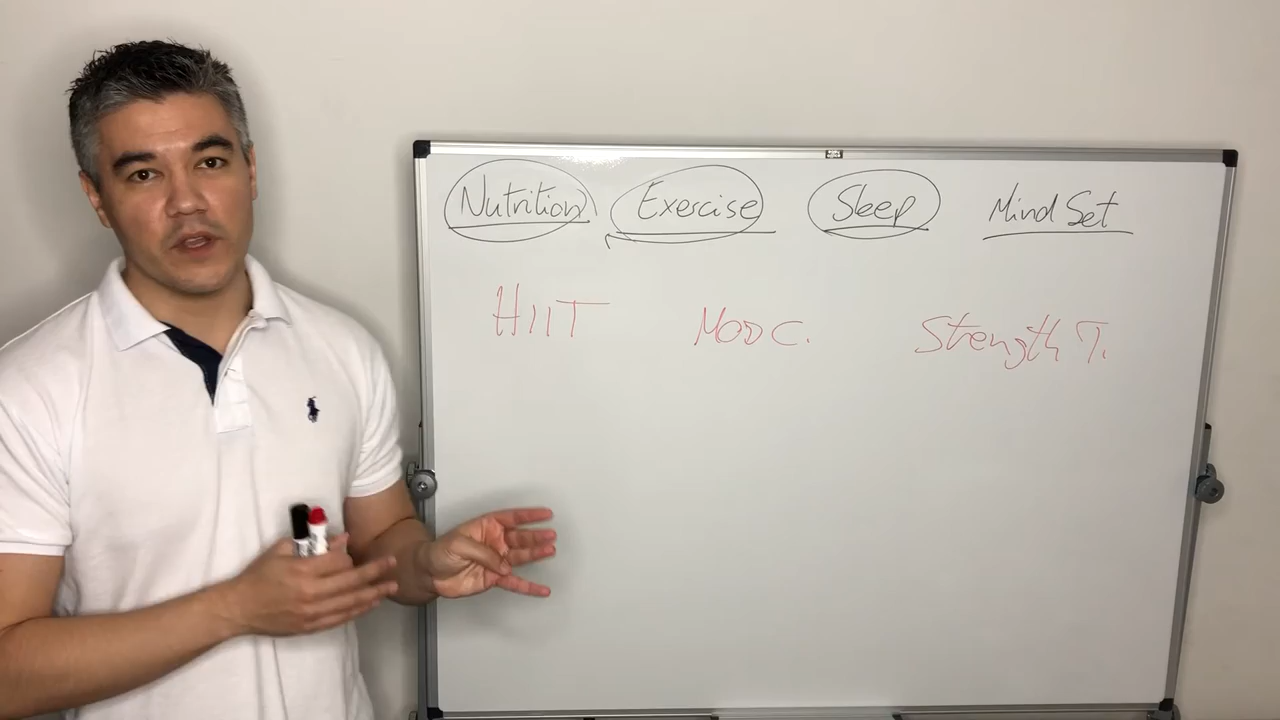 Nutrition Exercise Sleep Mind Set
HIIT Mod C. Strength T.